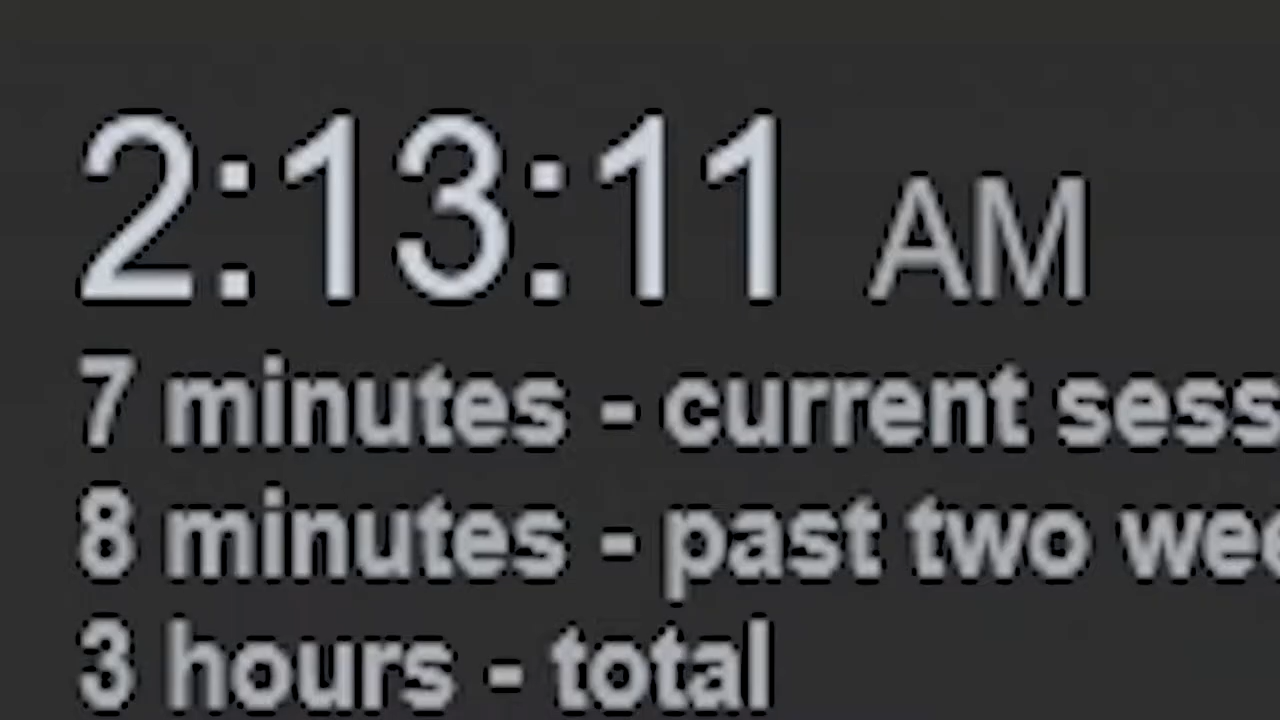 2:13:11 AM
7 minutes - current sess
8 minutes - past two wee
3 hours - total